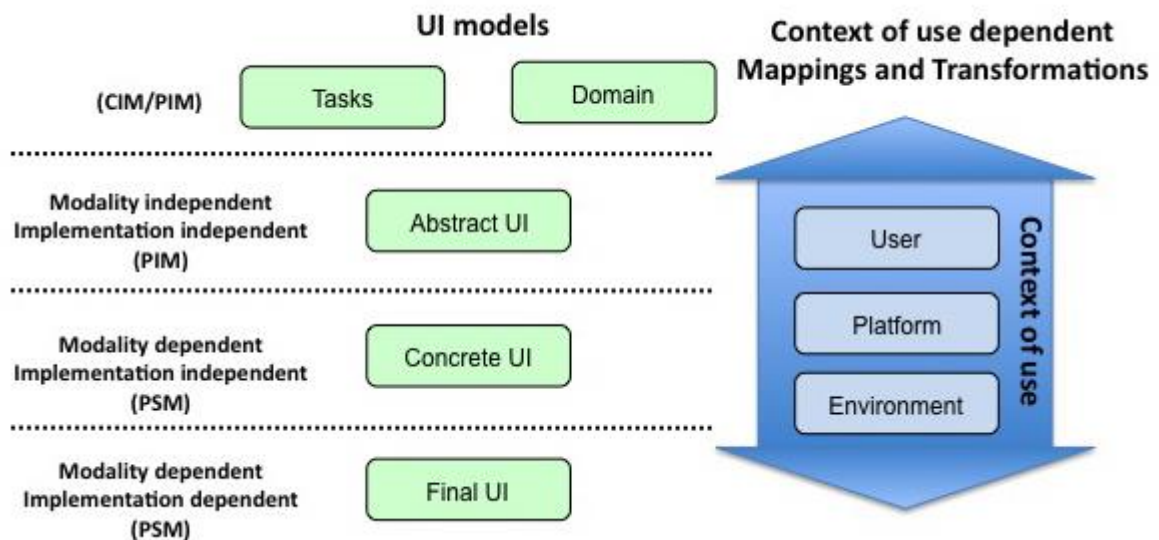 UI models
Context of use dependent
Mappings and Transformations
(CIM/PIM)
Tasks
Domain
Modality independent
Implementation independent
(PIM)
Abstract UI
Modality dependent
Implementation independent
(PSM)
Concrete UI
Modality dependent
Implementation dependent
(PSM)
Final UI
User
Platform
Environment
Context of use